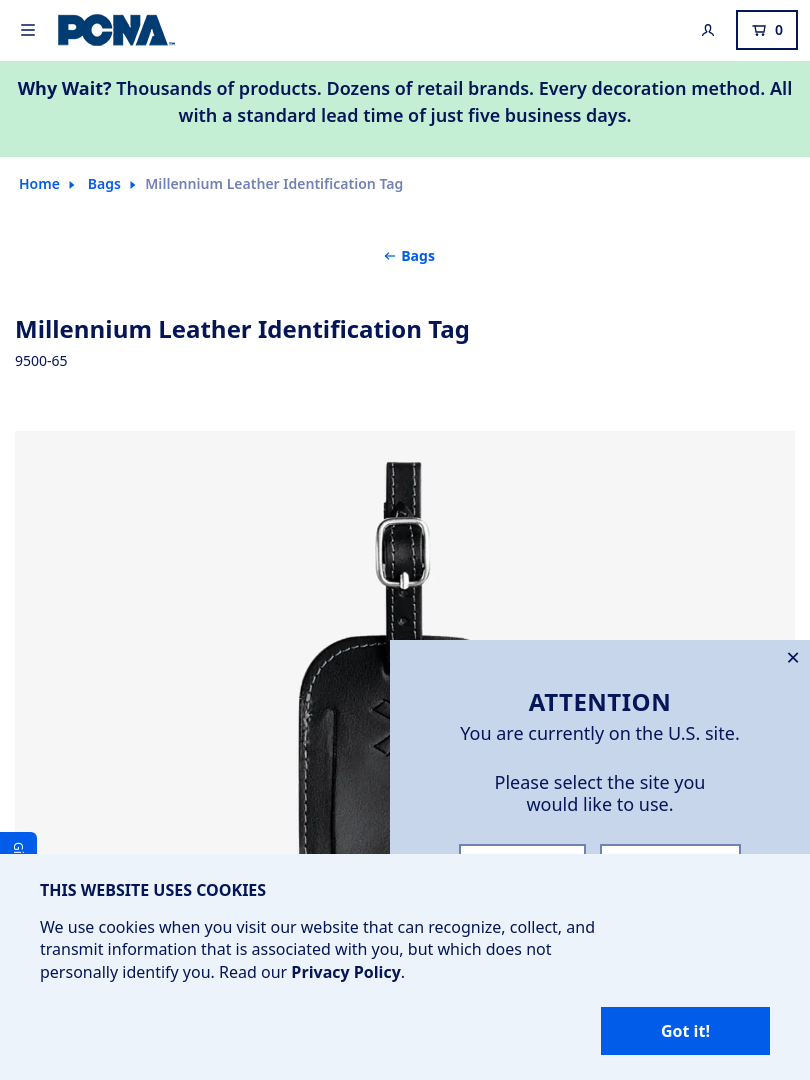 PCNA™
0
Why Wait? Thousands of products. Dozens of retail brands. Every decoration method. All
with a standard lead time of just five business days.
Home
Bags
Millennium Leather Identification Tag
← Bags
Millennium Leather Identification Tag
9500-65
×
ATTENTION
You are currently on the U.S. site.
Please select the site you
would like to use.
THIS WEBSITE USES COOKIES
We use cookies when you visit our website that can recognize, collect, and
transmit information that is associated with you, but which does not
personally identify you. Read our Privacy Policy.
Got it!